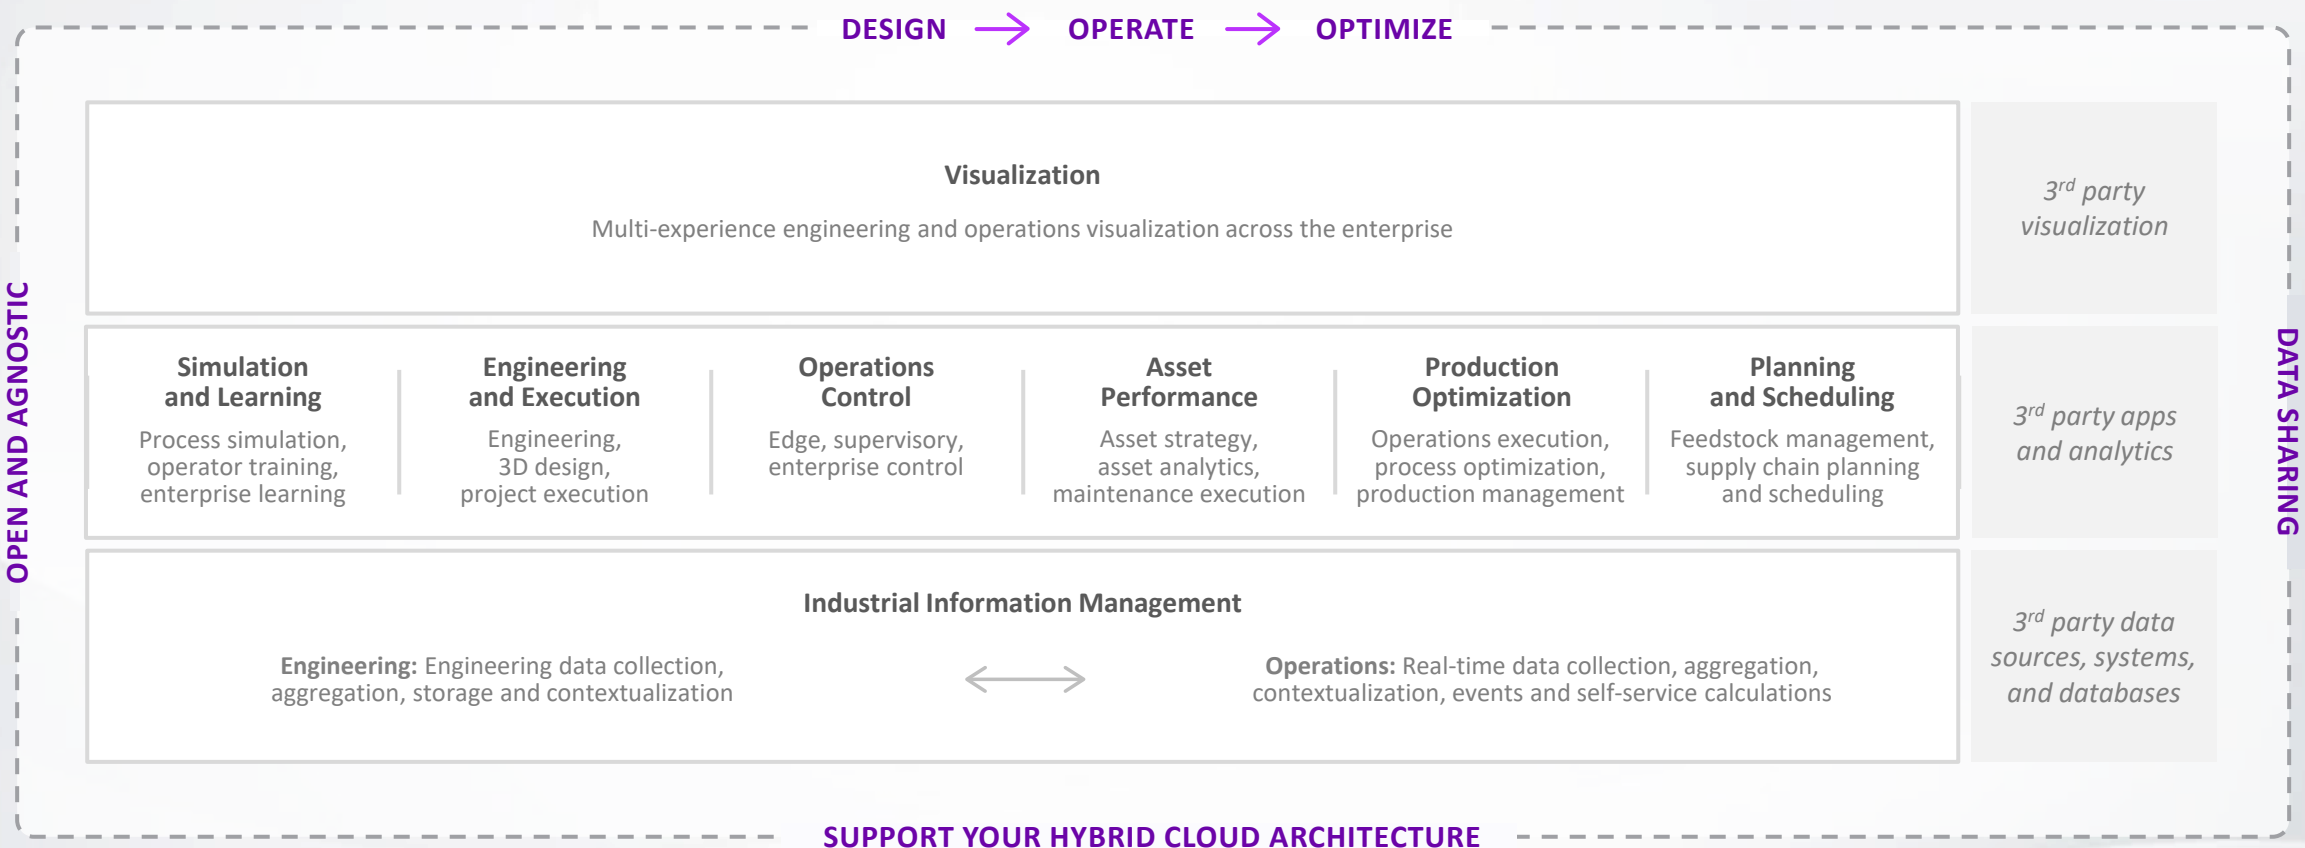 DESIGN → OPERATE → OPTIMIZE
OPEN AND AGNOSTIC
Visualization
Multi-experience engineering and operations visualization across the enterprise
3rd party
visualization
Simulation
and Learning
Process simulation,
operator training,
enterprise learning
Engineering
and Execution
Engineering,
3D design,
project execution
Operations
Control
Edge, supervisory,
enterprise control
Asset
Performance
Asset strategy,
asset analytics,
maintenance execution
Production
Optimization
Operations execution,
process optimization,
production management
Planning
and Scheduling
Feedstock management,
supply chain planning
and scheduling
3rd party apps
and analytics
Industrial Information Management
Engineering: Engineering data collection,
aggregation, storage and contextualization
Operations: Real-time data collection, aggregation,
contextualization, events and self-service calculations
3rd party data
sources, systems,
and databases
DATA SHARING
SUPPORT YOUR HYBRID CLOUD ARCHITECTURE